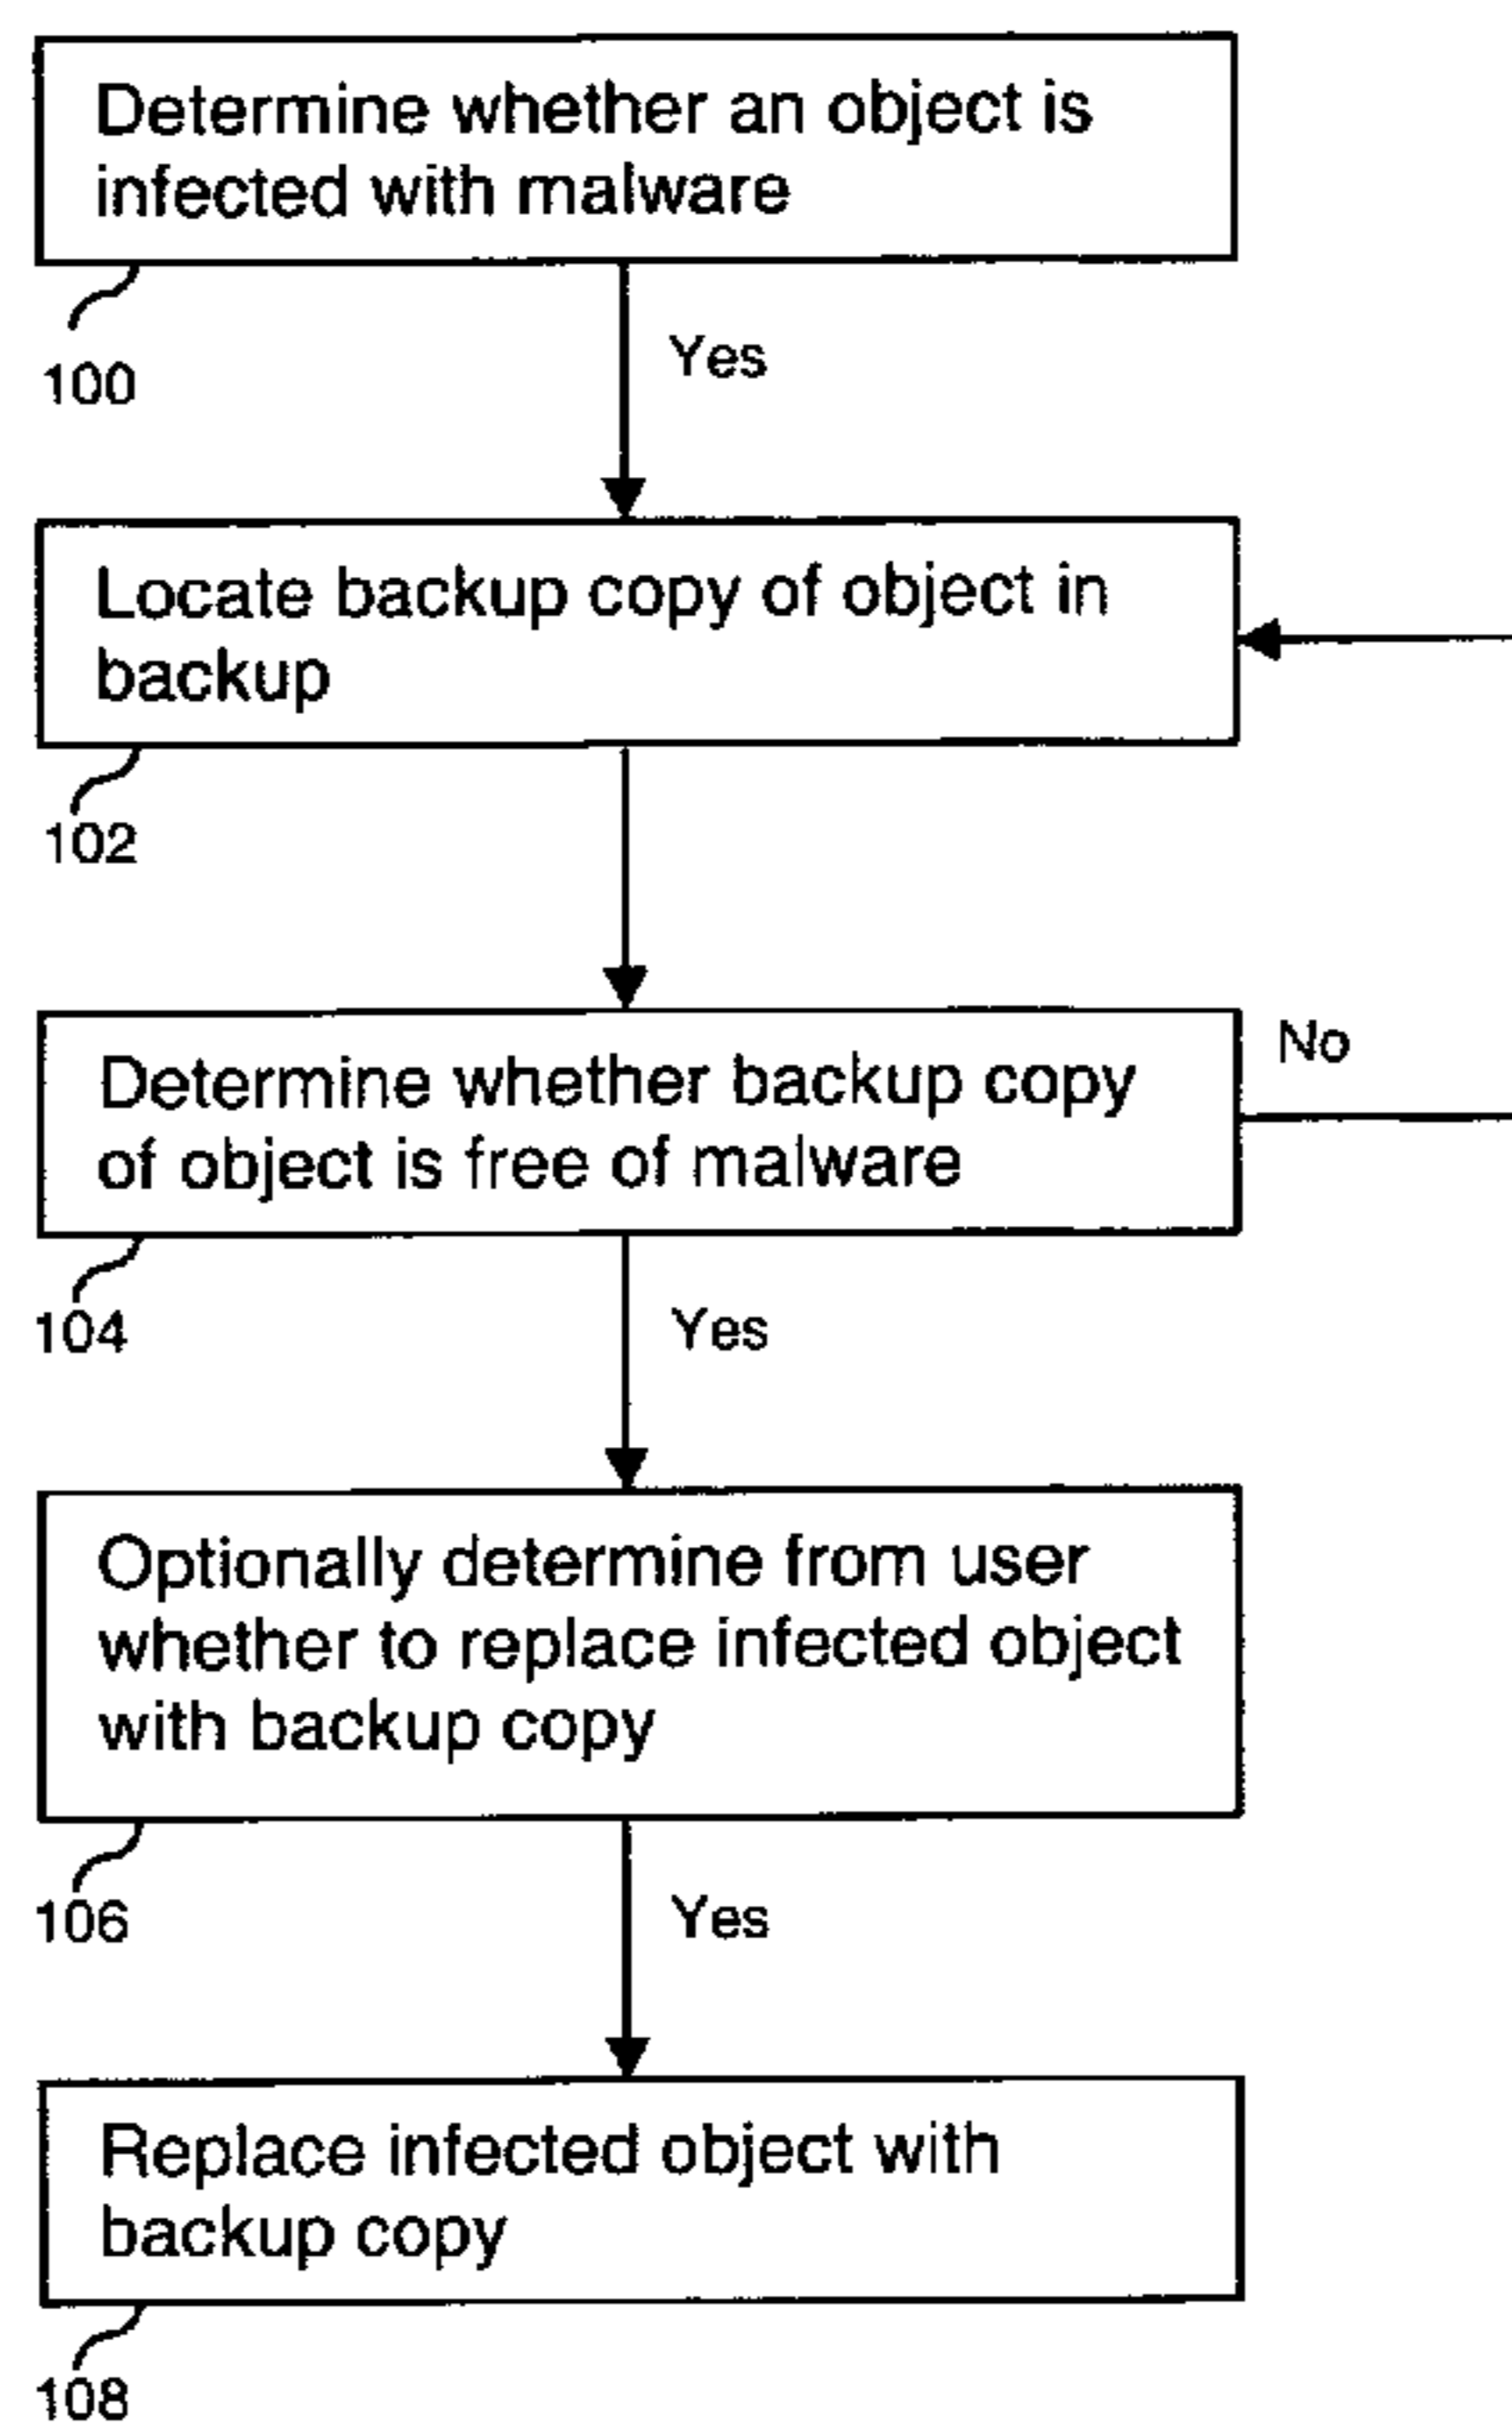 Determine whether an object is
infected with malware
100
Yes
Locate backup copy of object in
backup
102
Determine whether backup copy
of object is free of malware
No
104
Yes
Optionally determine from user
whether to replace infected object
with backup copy
106
Yes
Replace infected object with
backup copy
108